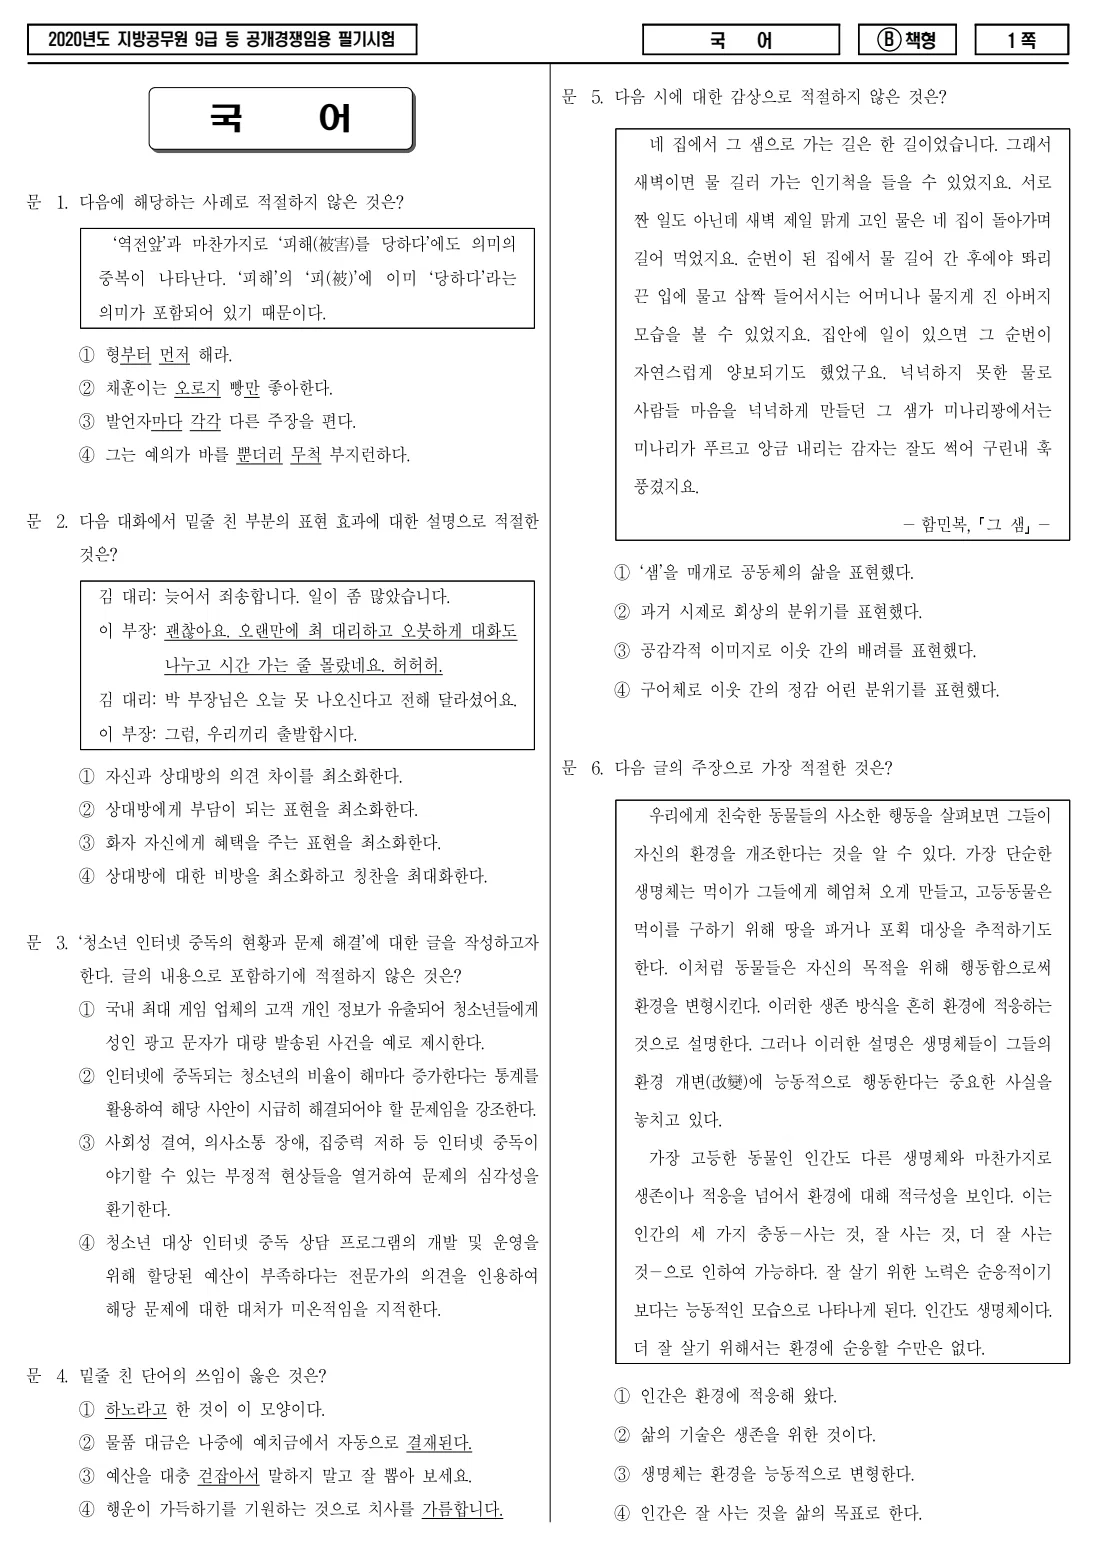 2020년도 지방공무원 9급 등 공개경쟁임용 필기시험
국 어
Ⓑ 책형
1 쪽
국 어
문 1. 다음에 해당하는 사례로 적절하지 않은 것은?
‘역전앞’과 마찬가지로 ‘피해(被害)를 당하다’에도 의미의
중복이 나타난다. ‘피해’의 ‘피(被)’에 이미 ‘당하다’라는
의미가 포함되어 있기 때문이다.
① 형부터 먼저 해라.
② 채훈이는 오로지 빵만 좋아한다.
③ 발언자마다 각각 다른 주장을 편다.
④ 그는 예의가 바를 뿐더러 무척 부지런하다.
문 2. 다음 대화에서 밑줄 친 부분의 표현 효과에 대한 설명으로 적절한
것은?
김 대리: 늦어서 죄송합니다. 일이 좀 많았습니다.
이 부장: 괜찮아요. 오랜만에 최 대리하고 오붓하게 대화도
나누고 시간 가는 줄 몰랐네요. 허허허.
김 대리: 박 부장님은 오늘 못 나오신다고 전해 달라셨어요.
이 부장: 그럼, 우리끼리 출발합시다.
① 자신과 상대방의 의견 차이를 최소화한다.
② 상대방에게 부담이 되는 표현을 최소화한다.
③ 화자 자신에게 혜택을 주는 표현을 최소화한다.
④ 상대방에 대한 비방을 최소화하고 칭찬을 최대화한다.
문 3. ‘청소년 인터넷 중독의 현황과 문제 해결’에 대한 글을 작성하고자
한다. 글의 내용으로 포함하기에 적절하지 않은 것은?
① 국내 최대 게임 업체의 고객 개인 정보가 유출되어 청소년들에게
성인 광고 문자가 대량 발송된 사건을 예로 제시한다.
② 인터넷에 중독되는 청소년의 비율이 해마다 증가한다는 통계를
활용하여 해당 사안이 시급히 해결되어야 할 문제임을 강조한다.
③ 사회성 결여, 의사소통 장애, 집중력 저하 등 인터넷 중독이
야기할 수 있는 부정적 현상들을 열거하여 문제의 심각성을
환기한다.
④ 청소년 대상 인터넷 중독 상담 프로그램의 개발 및 운영을
위해 할당된 예산이 부족하다는 전문가의 의견을 인용하여
해당 문제에 대한 대처가 미온적임을 지적한다.
문 4. 밑줄 친 단어의 쓰임이 옳은 것은?
① 하노라고 한 것이 이 모양이다.
② 물품 대금은 나중에 예치금에서 자동으로 결재된다.
③ 예산을 대충 걷잡아서 말하지 말고 잘 뽑아 보세요.
④ 행운이 가득하기를 기원하는 것으로 치사를 가름합니다.
문 5. 다음 시에 대한 감상으로 적절하지 않은 것은?
네 집에서 그 샘으로 가는 길은 한 길이었습니다. 그래서
새벽이면 물 길러 가는 인기척을 들을 수 있었지요. 서로
짠 일도 아닌데 새벽 제일 맑게 고인 물은 네 집이 돌아가며
길어 먹었지요. 순번이 된 집에서 물 길어 간 후에야 똬리
끈 입에 물고 삽짝 들어서시는 어머니나 물지게 진 아버지
모습을 볼 수 있었지요. 집안에 일이 있으면 그 순번이
자연스럽게 양보되기도 했었구요. 넉넉하지 못한 물로
사람들 마음을 넉넉하게 만들던 그 샘가 미나리꽝에서는
미나리가 푸르고 앙금 내리는 감자는 잘도 썩어 구린내 훅
풍겼지요.
– 함민복,「그 샘」–
① ‘샘’을 매개로 공동체의 삶을 표현했다.
② 과거 시제로 회상의 분위기를 표현했다.
③ 공감각적 이미지로 이웃 간의 배려를 표현했다.
④ 구어체로 이웃 간의 정감 어린 분위기를 표현했다.
문 6. 다음 글의 주장으로 가장 적절한 것은?
우리에게 친숙한 동물들의 사소한 행동을 살펴보면 그들이
자신의 환경을 개조한다는 것을 알 수 있다. 가장 단순한
생명체는 먹이가 그들에게 헤엄쳐 오게 만들고, 고등동물은
먹이를 구하기 위해 땅을 파거나 포획 대상을 추적하기도
한다. 이처럼 동물들은 자신의 목적을 위해 행동함으로써
환경을 변형시킨다. 이러한 생존 방식을 흔히 환경에 적응하는
것으로 설명한다. 그러나 이러한 설명은 생명체들이 그들의
환경 개변(改變)에 능동적으로 행동한다는 중요한 사실을
놓치고 있다.
가장 고등한 동물인 인간도 다른 생명체와 마찬가지로
생존이나 적응을 넘어서 환경에 대해 적극성을 보인다. 이는
인간의 세 가지 충동–사는 것, 잘 사는 것, 더 잘 사는
것–으로 인하여 가능하다. 잘 살기 위한 노력은 순응적이기
보다는 능동적인 모습으로 나타나게 된다. 인간도 생명체이다.
더 잘 살기 위해서는 환경에 순응할 수만은 없다.
① 인간은 환경에 적응해 왔다.
② 삶의 기술은 생존을 위한 것이다.
③ 생명체는 환경을 능동적으로 변형한다.
④ 인간은 잘 사는 것을 삶의 목표로 한다.